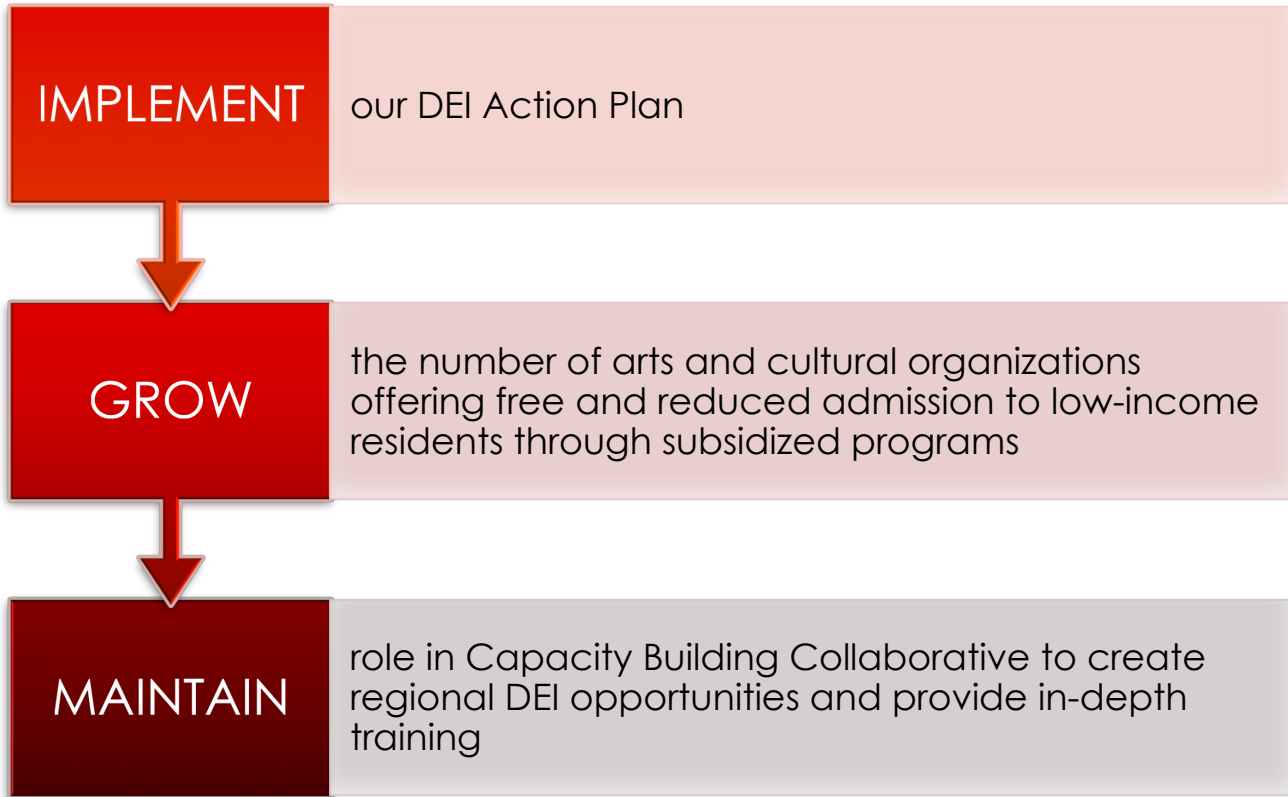 IMPLEMENT
our DEI Action Plan
GROW
the number of arts and cultural organizations
offering free and reduced admission to low-income
residents through subsidized programs
MAINTAIN
role in Capacity Building Collaborative to create
regional DEI opportunities and provide in-depth
training